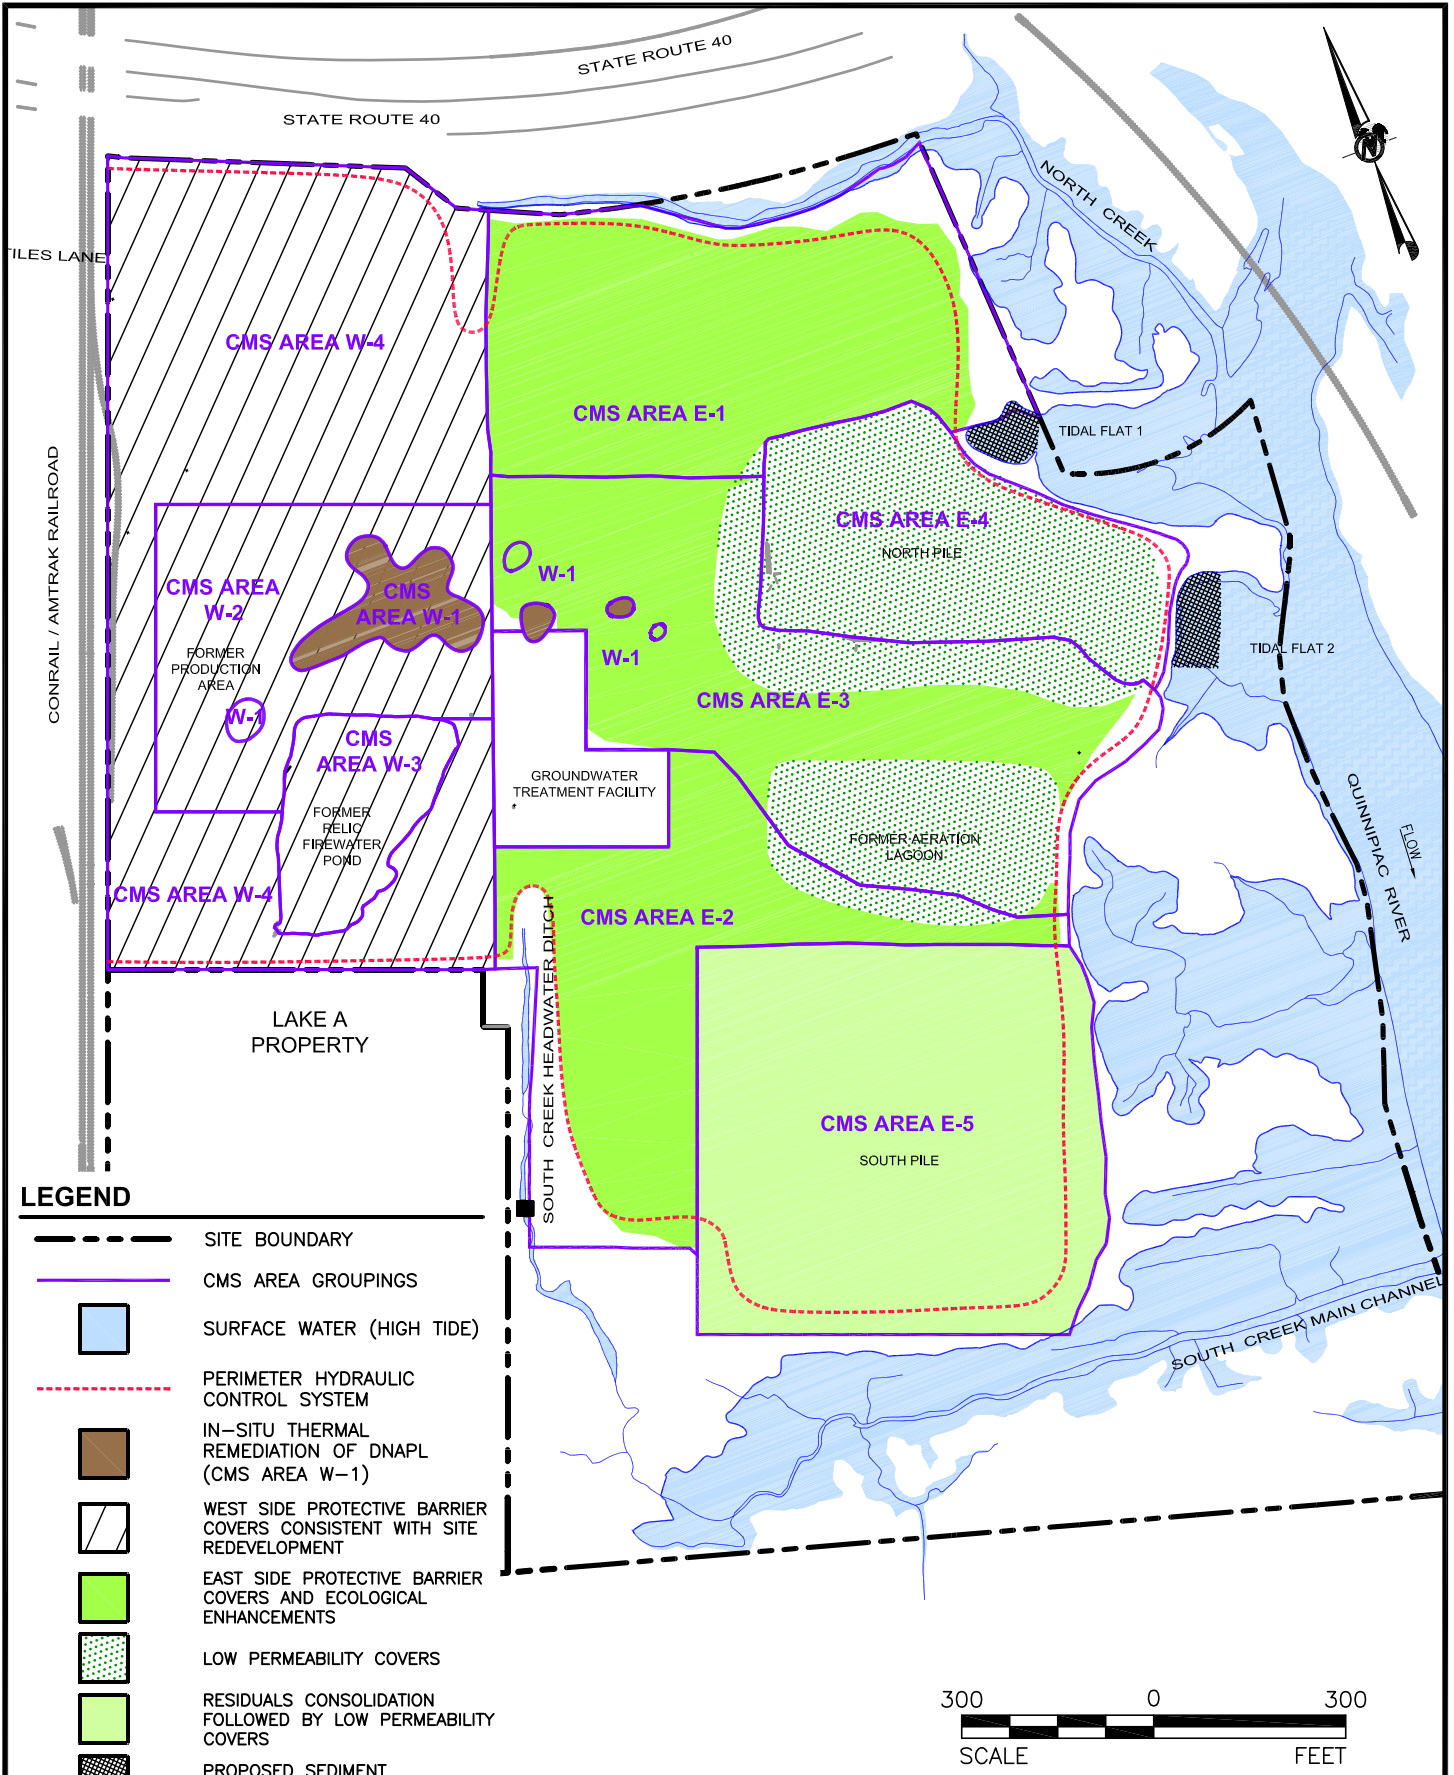 STATE ROUTE 40
STATE ROUTE 40
N
NORTH CREEK
TILES LANE
CMS AREA W-4
CMS AREA E-1
TIDAL FLAT 1
CONRAIL / AMTRAK RAILROAD
CMS AREA E-4
NORTH PILE
W-1
CMS AREA
W-2
CMS
AREA W-1
FORMER
PRODUCTION
AREA
W-1
TIDAL FLAT 2
CMS AREA E-3
W-1
CMS
AREA W-3
GROUNDWATER
TREATMENT FACILITY
FORMER
RELIC
FIREWATER
POND
FORMER AERATION
LAGOON
QUINNIPIAC RIVER
FLOW
CMS AREA W-4
CMS AREA E-2
SOUTH CREEK HEADWATER DITCH
LAKE A
PROPERTY
CMS AREA E-5
SOUTH PILE
SOUTH CREEK MAIN CHANNEL
LEGEND
SITE BOUNDARY
CMS AREA GROUPINGS
SURFACE WATER (HIGH TIDE)
PERIMETER HYDRAULIC
CONTROL SYSTEM
IN-SITU THERMAL
REMEDIATION OF DNAPL
(CMS AREA W-1)
WEST SIDE PROTECTIVE BARRIER
COVERS CONSISTENT WITH SITE
REDEVELOPMENT
EAST SIDE PROTECTIVE BARRIER
COVERS AND ECOLOGICAL
ENHANCEMENTS
LOW PERMEABILITY COVERS
RESIDUALS CONSOLIDATION
FOLLOWED BY LOW PERMEABILITY
COVERS
PROPOSED SEDIMENT
300 0 300
SCALE FEET